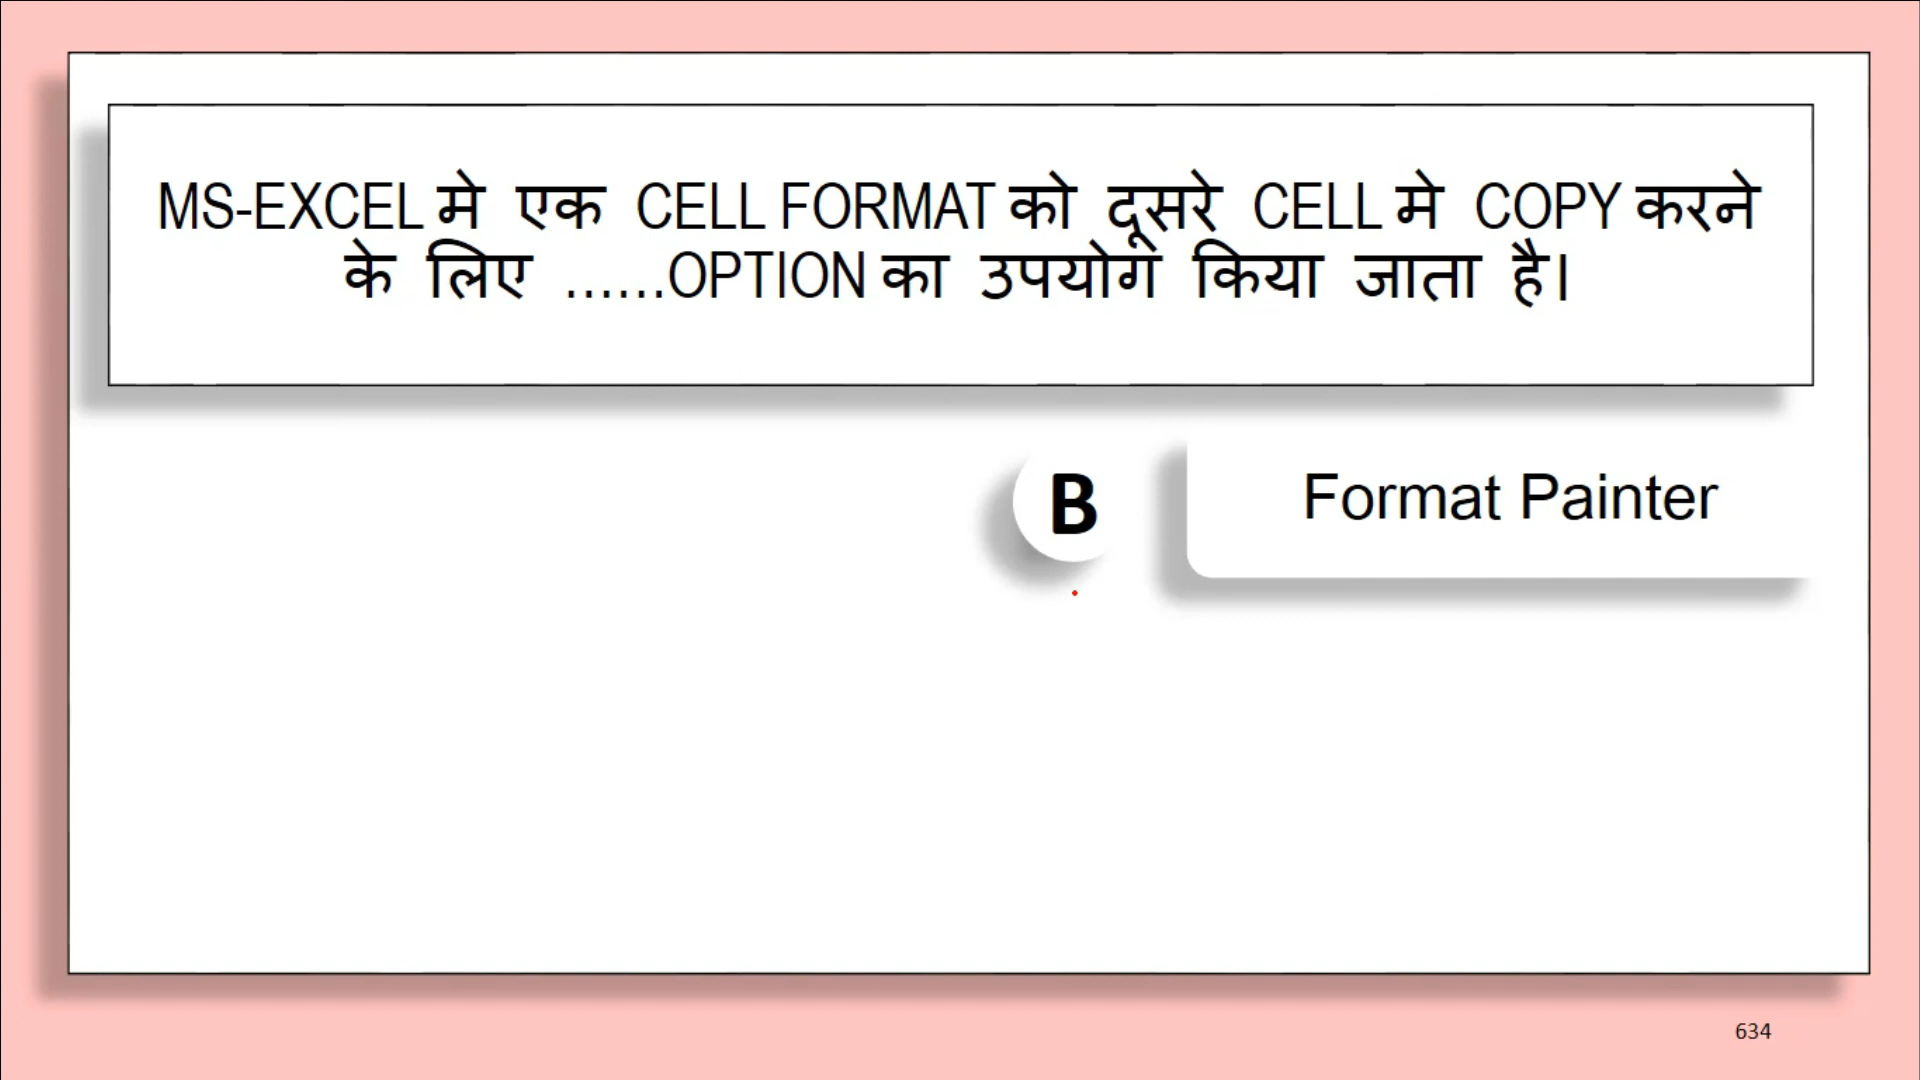 MS-EXCEL मे एक CELL FORMAT को दूसरे CELL मे COPY करने
के लिए ......OPTION का उपयोग किया जाता है।
B
Format Painter
634